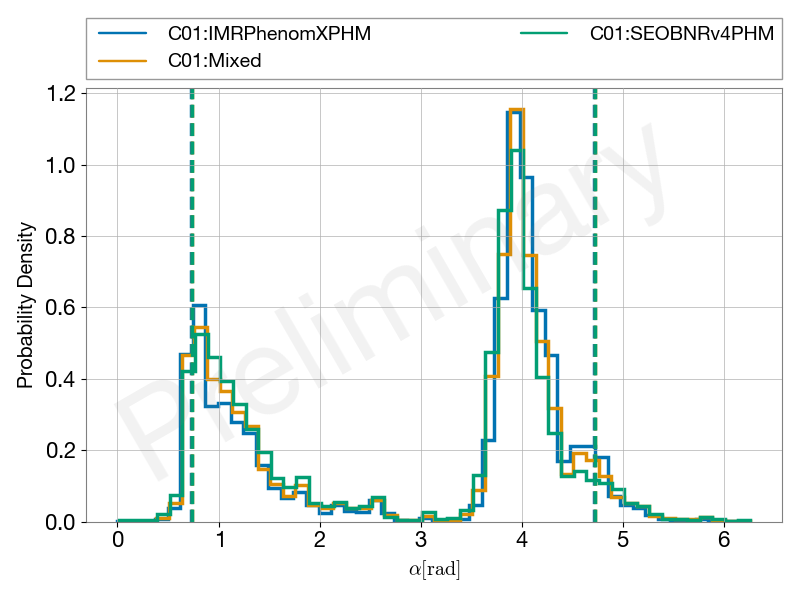 C01:IMRPhenomXPHM
C01:Mixed
C01:SEOBNRv4PHM
Preliminary
Probability Density
1.2
1.0
0.8
0.6
0.4
0.2
0.0
0 1 2 3 4 5 6
α[rad]